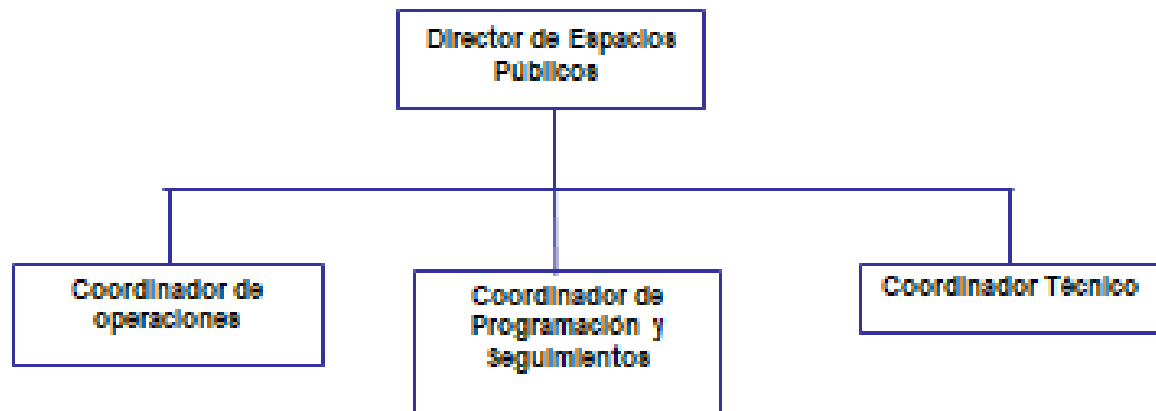 Director de Espacios
Públicos
Coordinador de
operaciones
Coordinador de
Programación y
Seguimientos
Coordinador Técnico